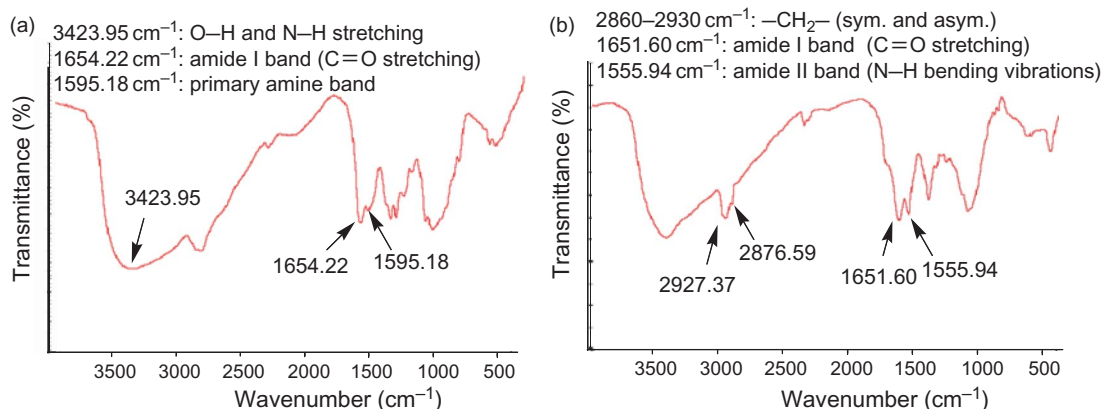 (a)
3423.95 cm⁻¹: O—H and N—H stretching
1654.22 cm⁻¹: amide I band (C=O stretching)
1595.18 cm⁻¹: primary amine band
Transmittance (%)
3423.95
1654.22
1595.18
3500 3000 2500 2000 1500 1000 500
Wavenumber (cm⁻¹)
(b)
2860–2930 cm⁻¹: —CH₂— (sym. and asym.)
1651.60 cm⁻¹: amide I band (C=O stretching)
1555.94 cm⁻¹: amide II band (N—H bending vibrations)
Transmittance (%)
2927.37
2876.59
1651.60
1555.94
3500 3000 2500 2000 1500 1000 500
Wavenumber (cm⁻¹)